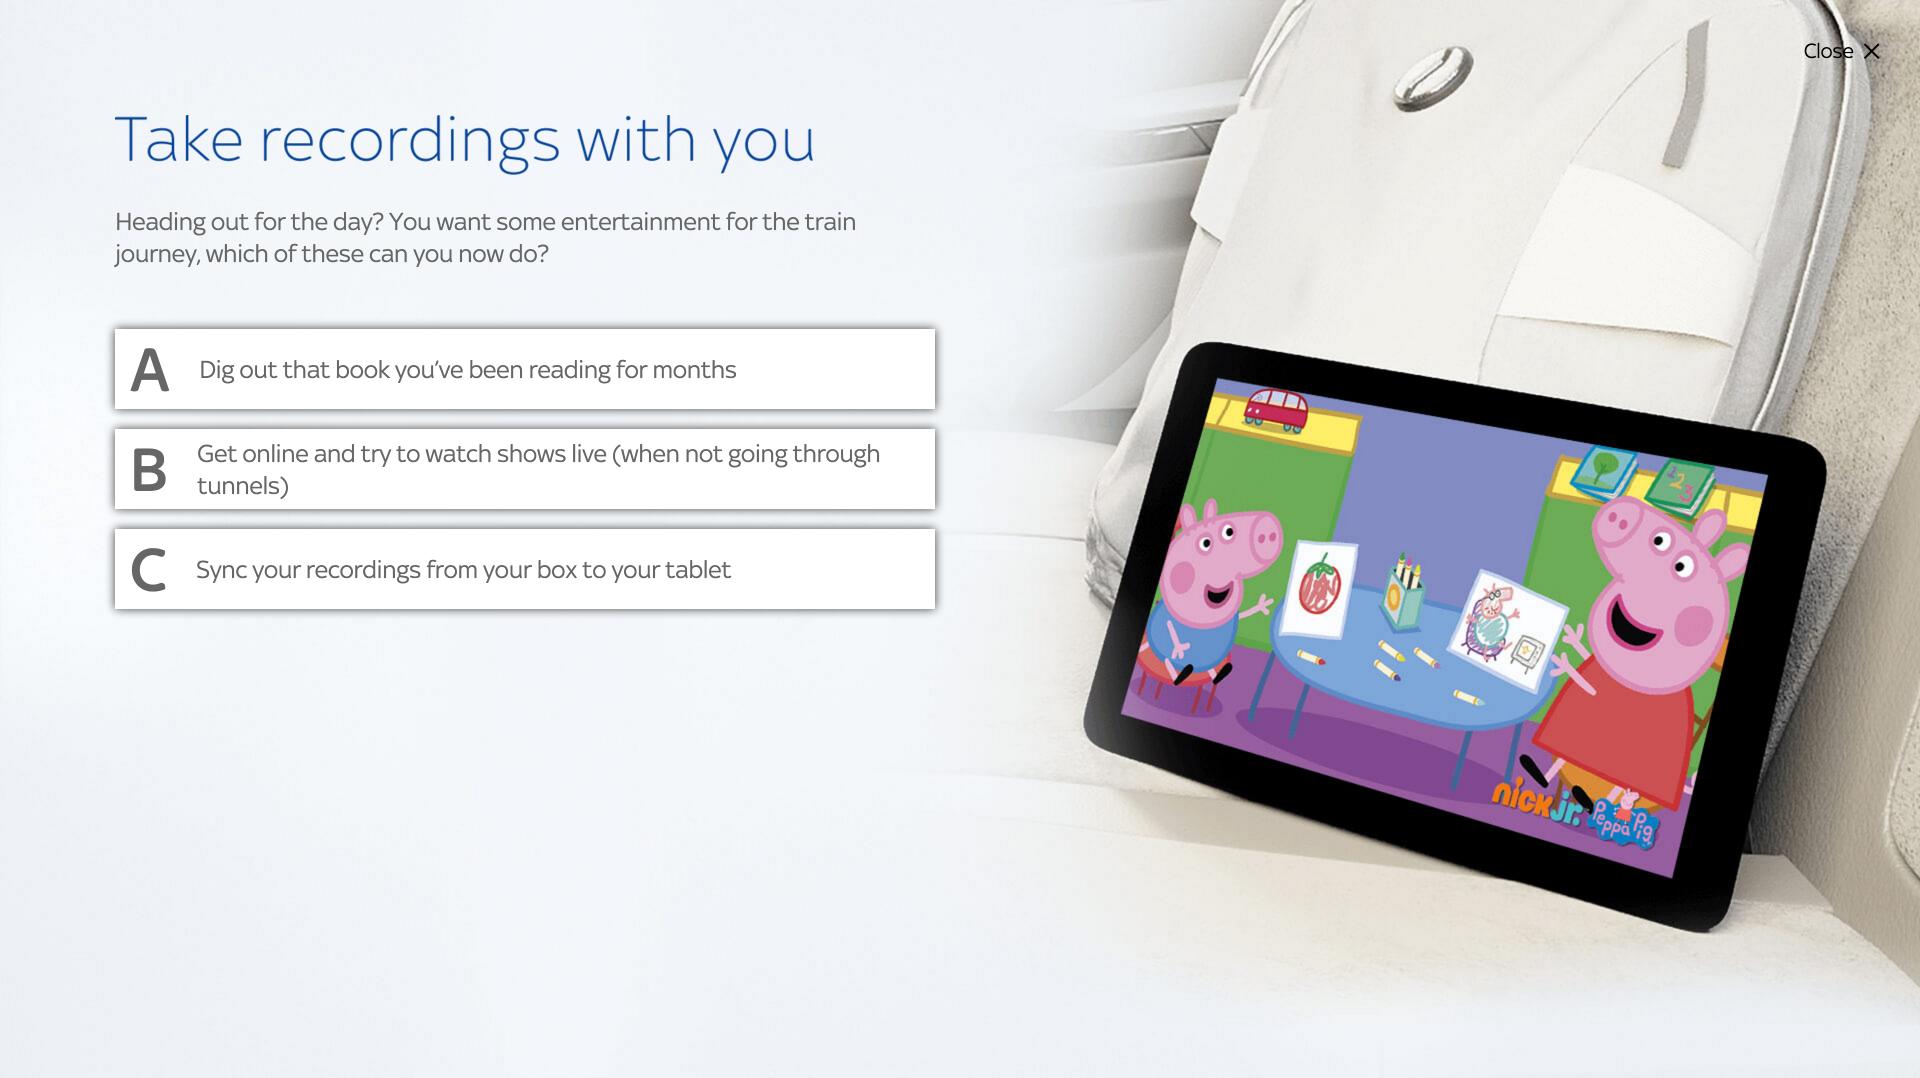 Close
Take recordings with you
Heading out for the day? You want some entertainment for the train
journey, which of these can you now do?
A Dig out that book you've been reading for months
B Get online and try to watch shows live (when not going through
tunnels)
C Sync your recordings from your box to your tablet
123
nick jr.
Peppa Pig